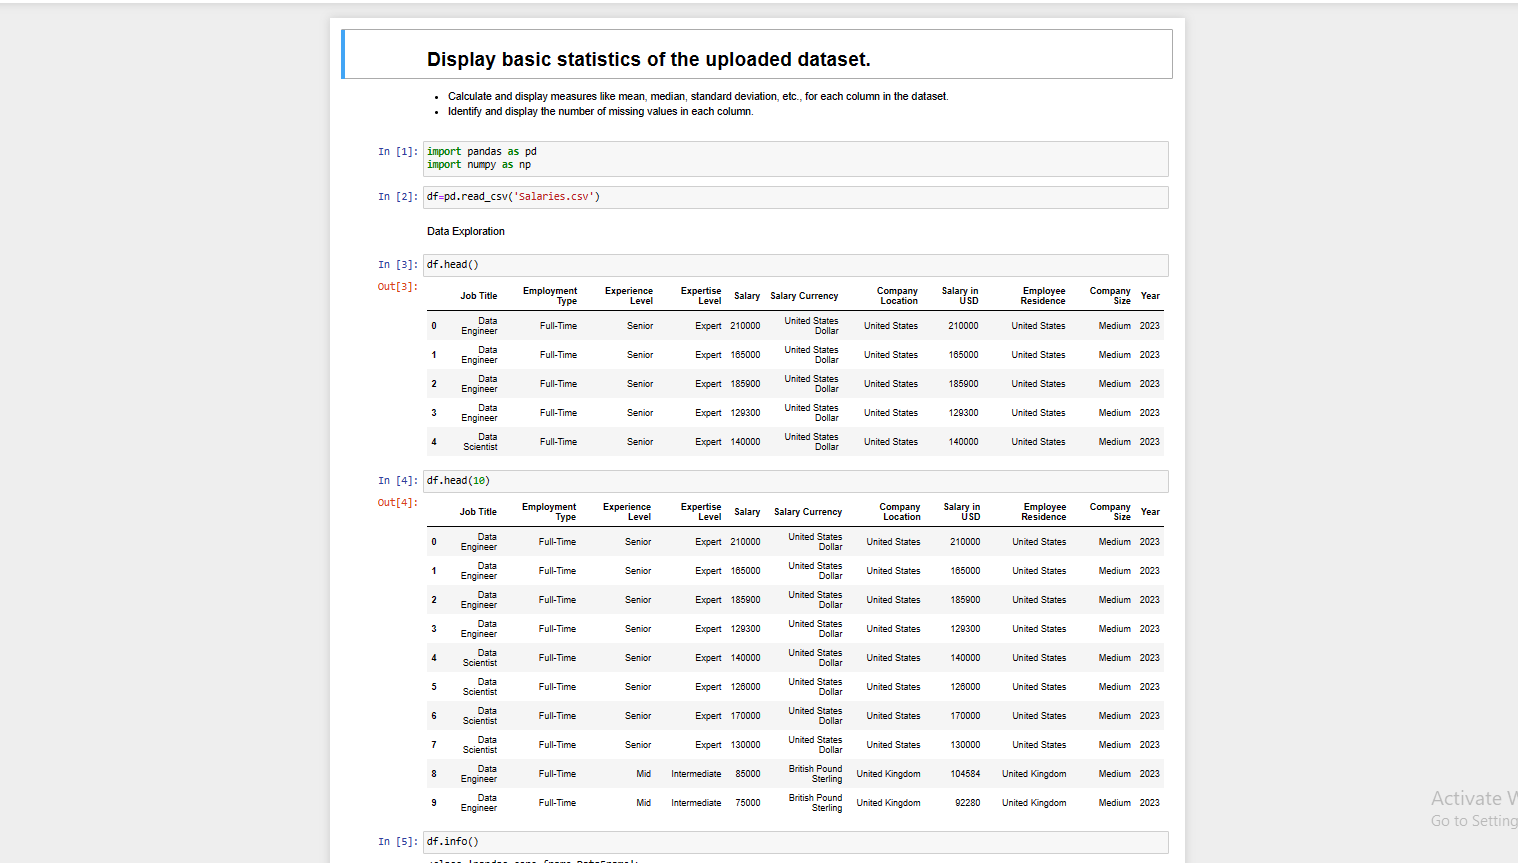 Display basic statistics of the uploaded dataset.
• Calculate and display measures like mean, median, standard deviation, etc., for each column in the dataset.
• Identify and display the number of missing values in each column.
In [1]: import pandas as pd
import numpy as np
In [2]: df=pd.read_csv('Salaries.csv')
Data Exploration
In [3]: df.head()
Out[3]:
Job Title Employment Type Experience Level Expertise Level Salary Salary Currency Company Location Salary in USD Employee Residence Company Size Year
0 Data Engineer Full-Time Senior Expert 210000 United States Dollar United States 210000 United States Medium 2023
1 Data Engineer Full-Time Senior Expert 165000 United States Dollar United States 165000 United States Medium 2023
2 Data Engineer Full-Time Senior Expert 185900 United States Dollar United States 185900 United States Medium 2023
3 Data Engineer Full-Time Senior Expert 129300 United States Dollar United States 129300 United States Medium 2023
4 Data Scientist Full-Time Senior Expert 140000 United States Dollar United States 140000 United States Medium 2023
In [4]: df.head(10)
Out[4]:
Job Title Employment Type Experience Level Expertise Level Salary Salary Currency Company Location Salary in USD Employee Residence Company Size Year
0 Data Engineer Full-Time Senior Expert 210000 United States Dollar United States 210000 United States Medium 2023
1 Data Engineer Full-Time Senior Expert 165000 United States Dollar United States 165000 United States Medium 2023
2 Data Engineer Full-Time Senior Expert 185900 United States Dollar United States 185900 United States Medium 2023
3 Data Engineer Full-Time Senior Expert 129300 United States Dollar United States 129300 United States Medium 2023
4 Data Scientist Full-Time Senior Expert 140000 United States Dollar United States 140000 United States Medium 2023
5 Data Scientist Full-Time Senior Expert 126000 United States Dollar United States 126000 United States Medium 2023
6 Data Scientist Full-Time Senior Expert 170000 United States Dollar United States 170000 United States Medium 2023
7 Data Scientist Full-Time Senior Expert 130000 United States Dollar United States 130000 United States Medium 2023
8 Data Engineer Full-Time Mid Intermediate 85000 British Pound Sterling United Kingdom 104584 United Kingdom Medium 2023
9 Data Engineer Full-Time Mid Intermediate 75000 British Pound Sterling United Kingdom 92280 United Kingdom Medium 2023
In [5]: df.info()
Activate
Go to Setting